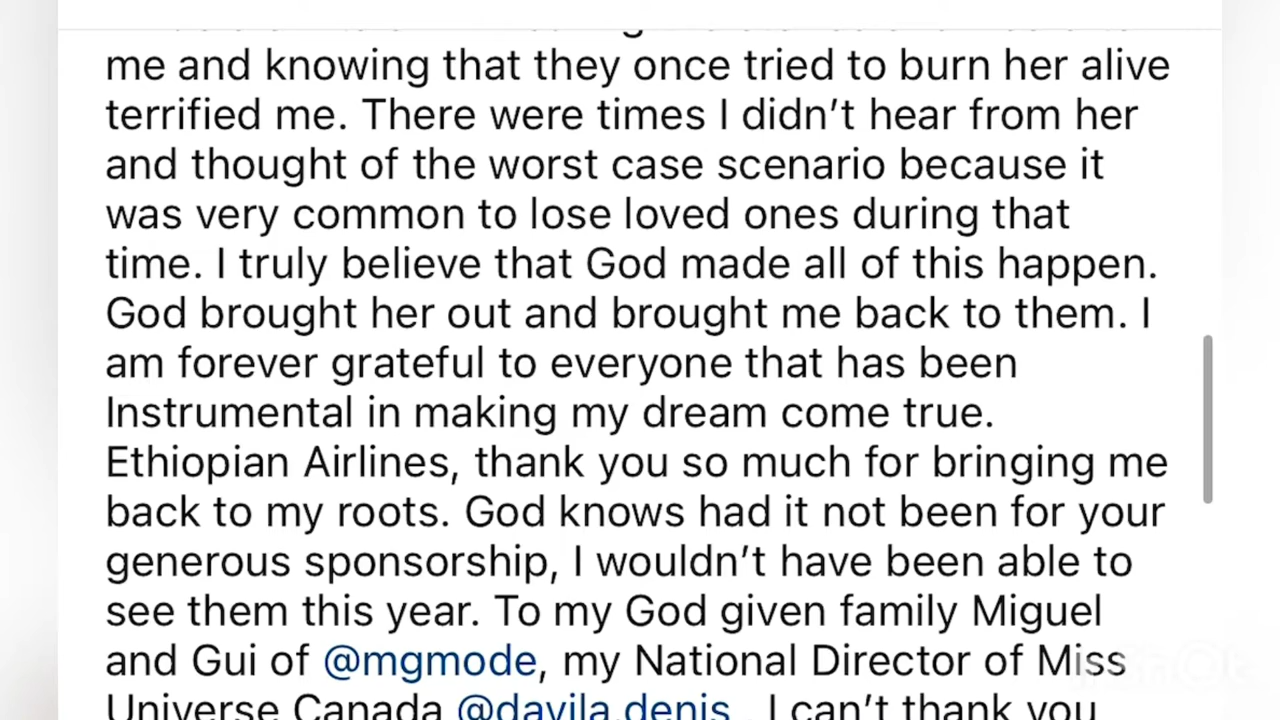 me and knowing that they once tried to burn her alive
terrified me. There were times I didn’t hear from her
and thought of the worst case scenario because it
was very common to lose loved ones during that
time. I truly believe that God made all of this happen.
God brought her out and brought me back to them. I
am forever grateful to everyone that has been
Instrumental in making my dream come true.
Ethiopian Airlines, thank you so much for bringing me
back to my roots. God knows had it not been for your
generous sponsorship, I wouldn’t have been able to
see them this year. To my God given family Miguel
and Gui of @mgmode, my National Director of Miss
Universe Canada @davila.denis . I can’t thank you